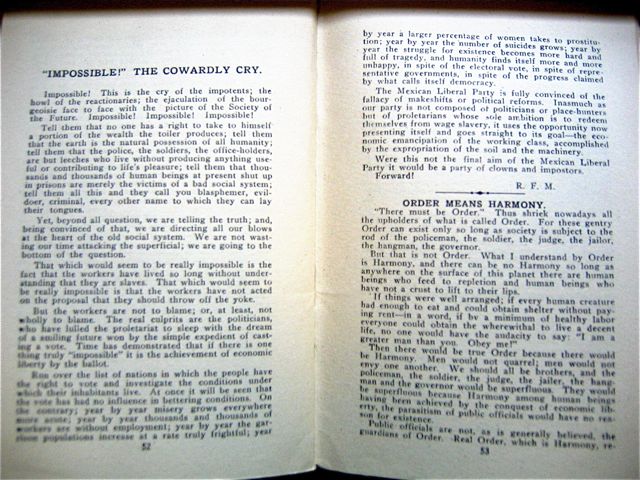 "IMPOSSIBLE!" THE COWARDLY CRY.
Impossible! This is the cry of the impotents; the
howl of the reactionaries; the ejaculation of the bour-
geoisie face to face with the picture of the Society of
the Future. Impossible! Impossible! Impossible!
Tell them that no one has a right to take to himself
a portion of the wealth the toiler produces; tell them
that the earth is the natural possession of all humanity;
tell them that the police, the soldiers, the office-holders,
are but leeches who live without producing anything use-
ful or contributing to life's pleasure; tell them that thou-
sands and thousands of human beings at present shut up
in prisons are merely the victims of a bad social system;
tell them all this and they call you blasphemer, evil-
doer, criminal, every other name to which they can lay
their tongues.
Yet, beyond all question, we are telling the truth; and,
being convinced of that, we are directing all our blows
at the heart of the old social system. We are not wast-
ing our time attacking the superficial; we are going to the
bottom of the question.
That which would seem to be really impossible is the
fact that the workers have lived so long without under-
standing that they are slaves. That which would seem to
be really impossible is that the workers have not acted
on the proposal that they should throw off the yoke.
But the workers are not to blame; or, at least, not
wholly to blame. The real culprits are the politicians,
who have lulled the proletariat to sleep with the dream
of a smiling future won by the simple expedient of cast-
ing a vote. Time has demonstrated that if there is one
thing truly "impossible" it is the achievement of economic
liberty by the ballot.
Run over the list of nations in which the people have
the right to vote and investigate the conditions under
which their inhabitants live. At once it will be seen that
the vote has had no influence in bettering conditions. On
the contrary; year by year misery grows everywhere
more acute; year by year thousands and thousands of
workers are without employment; year by year the gar-
rison populations increase at a rate truly frightful; year
52
by year a larger percentage of women takes to prostitu-
tion; year by year the number of suicides grows; year by
year the struggle for existence becomes more hard and
full of tragedy, and humanity finds itself more and more
unhappy, in spite of the electoral vote, in spite of repre-
sentative governments, in spite of the progress claimed
by what calls itself democracy.
The Mexican Liberal Party is fully convinced of the
fallacy of makeshifts or political reforms. Inasmuch as
our party is not composed of politicians or place-hunters
but of proletarians whose sole ambition is to redeem
themselves from wage slavery, it uses the opportunity now
presenting itself and goes straight to its goal—the eco-
nomic emancipation of the working class, accomplished
by the expropriation of the soil and the machinery.
Were this not the final aim of the Mexican Liberal
Party it would be a party of clowns and impostors.
Forward!
R. F. M.
ORDER MEANS HARMONY.
"There must be Order." Thus shriek nowadays all
the upholders of what is called Order. For these gentry
Order can exist only so long as society is subject to the
rod of the policeman, the soldier, the judge, the jailor,
the hangman, the governor.
But that is not Order. What I understand by Order
is Harmony, and there can be no Harmony so long as
anywhere on the surface of this planet there are human
beings who feed to repletion and human beings who
have not a crust to lift to their lips.
If things were well arranged; if every human creature
had enough to eat and could obtain shelter without pay-
ing rent—in a word, if by a minimum of healthy labor
everyone could obtain the wherewithal to live a decent
life, no one would have the audacity to say: "I am a
greater man than you. Obey me!"
Then there would be true Order because there would
be Harmony. Men would not quarrel; men would not
envy one another. We should all be brothers, and the
policeman, the soldier, the judge, the jailer, the hang-
man and the governor would be superfluous. They would
be superfluous because Harmony among human beings
having been achieved by the conquest of economic lib-
erty, the parasitism of public officials would have no rea-
son for existence.
Public officials are not, as is generally believed, the
guardians of Order. Real Order, which is Harmony, re-
53